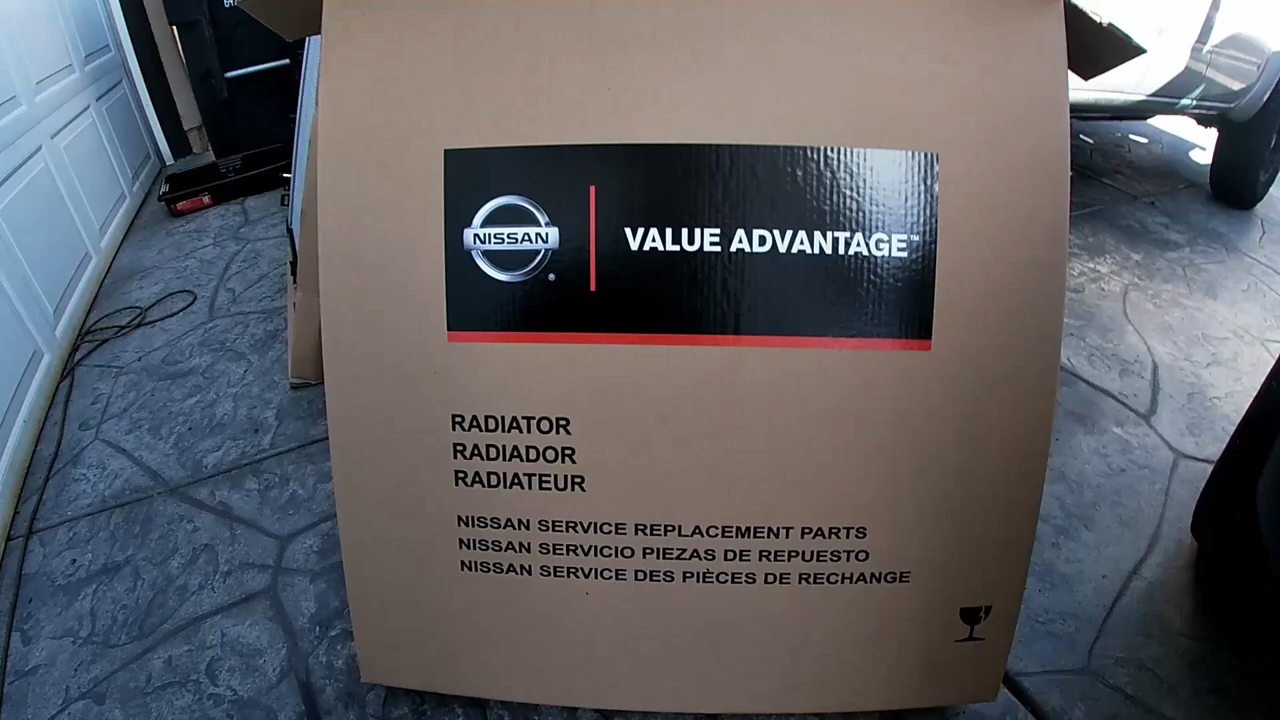 NISSAN
®
VALUE ADVANTAGE™
RADIATOR
RADIADOR
RADIATEUR
NISSAN SERVICE REPLACEMENT PARTS
NISSAN SERVICIO PIEZAS DE REPUESTO
NISSAN SERVICE DES PIÈCES DE RECHANGE